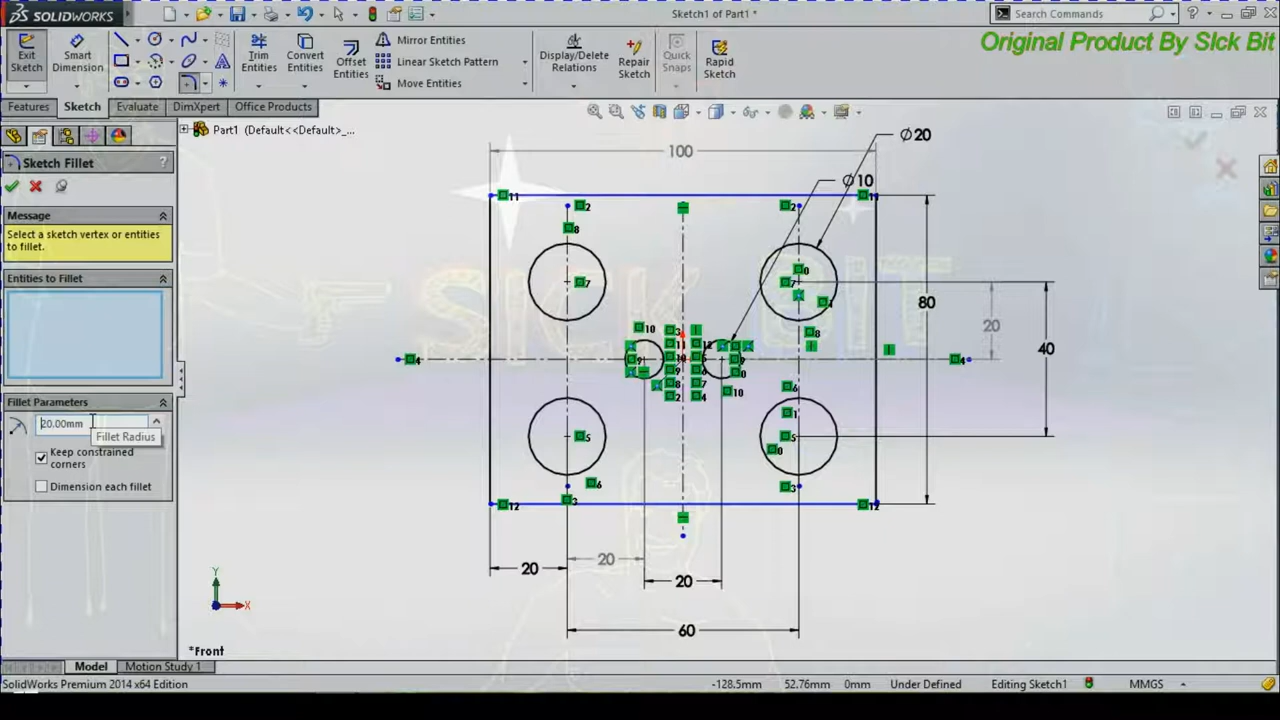 SOLIDWORKS
Sketch1 of Part1 *
Search Commands
Original Product By SIck Bit
Exit Sketch
Smart Dimension
Trim Entities
Convert Entities
Offset Entities
Mirror Entities
Linear Sketch Pattern
Move Entities
Display/Delete Relations
Repair Sketch
Quick Snaps
Rapid Sketch
Features
Sketch
Evaluate
DimXpert
Office Products
Part1 (Default<<Default>_...
Sketch Fillet
?
Message
Select a sketch vertex or entities
to fillet.
Entities to Fillet
Fillet Parameters
20.00mm
Fillet Radius
Keep constrained
corners
Dimension each fillet
SICK BIT
100
Ø20
Ø10
80
20
40
20
20
20
60
Y
X
*Front
Model
Motion Study 1
SolidWorks Premium 2014 x64 Edition
-128.5mm
52.76mm
0mm
Under Defined
Editing Sketch1
MMGS